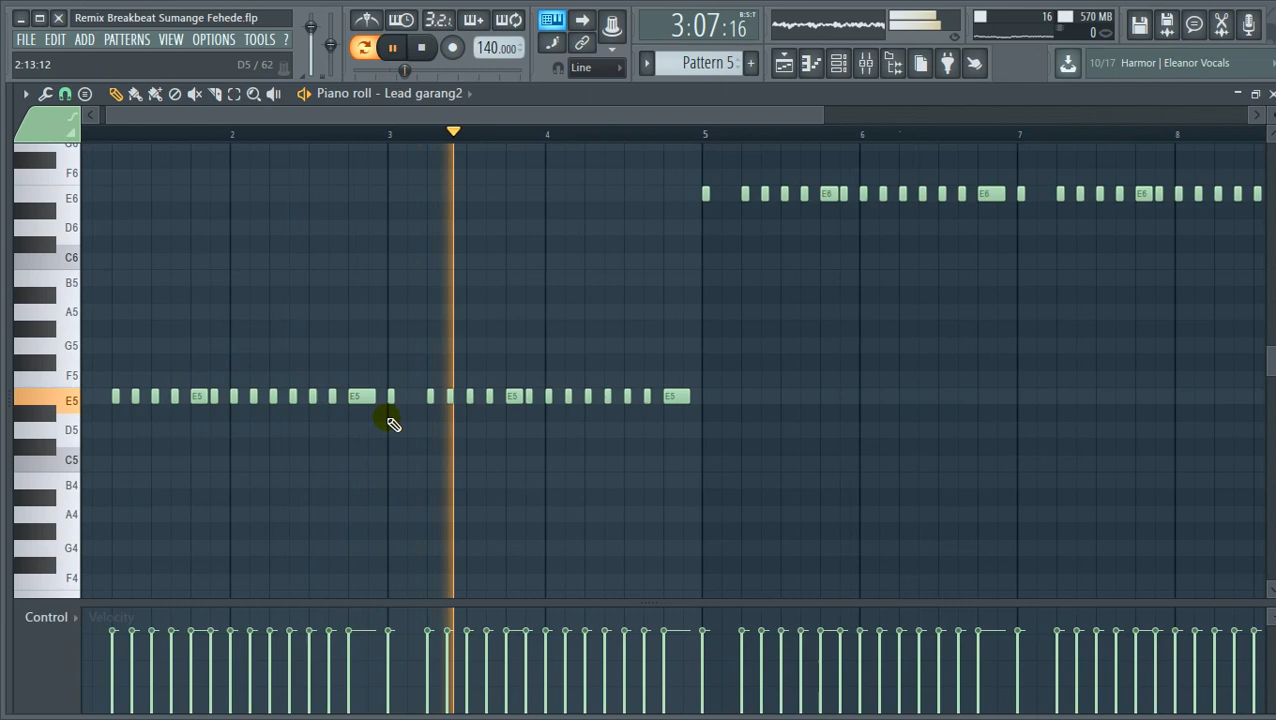 Remix Breakbeat Sumange Fehede.flp
FILE EDIT ADD PATTERNS VIEW OPTIONS TOOLS ?
2:13:12 D5 / 62
3.2
140.000
Line
3:07:16
B:S:T
Pattern 5
16 570 MB
0
10/17 Harmor | Eleanor Vocals
Piano roll - Lead garang2
2 3 4 5 6 7 8
G6
F6
E6 E6 E6 E6
D6
C6
B5
A5
G5
F5
E5 E5 E5 E5 E5
D5
C5
B4
A4
G4
F4
Control Velocity